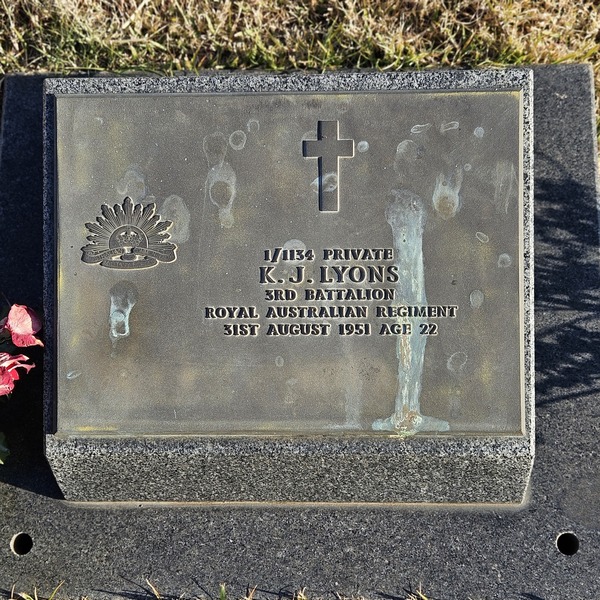 1/1134 PRIVATE
K. J. LYONS
3RD BATTALION
ROYAL AUSTRALIAN REGIMENT
31ST AUGUST 1951 AGE 22